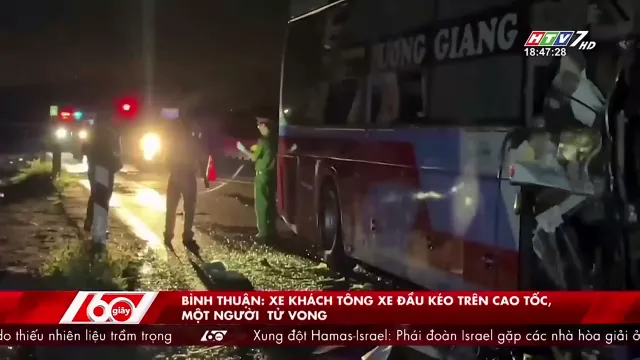 ƯƠNG GIANG
HTV7 HD
18:47:28
60 giây
BÌNH THUẬN: XE KHÁCH TÔNG XE ĐẦU KÉO TRÊN CAO TỐC,
MỘT NGƯỜI TỬ VONG
do thiếu nhiên liệu trầm trọng Xung đột Hamas-Israel: Phái đoàn Israel gặp các nhà hòa giải ở